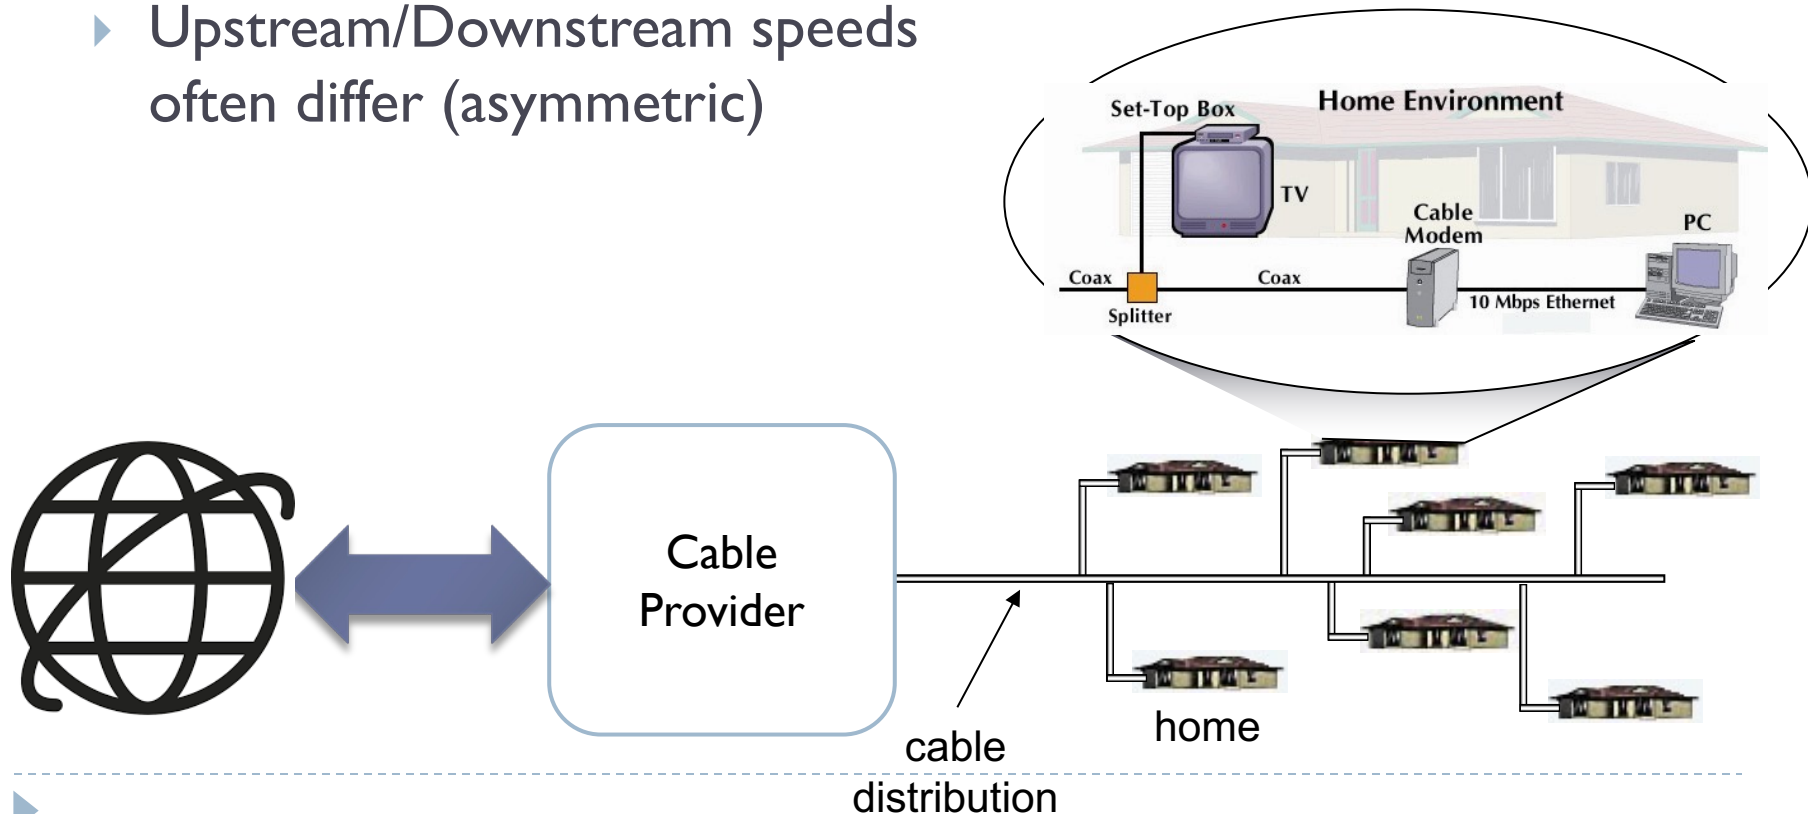 Upstream/Downstream speeds
often differ (asymmetric)
Home Environment
Set-Top Box
TV
Cable
Modem
PC
Coax
Coax
10 Mbps Ethernet
Splitter
Cable
Provider
home
cable
distribution